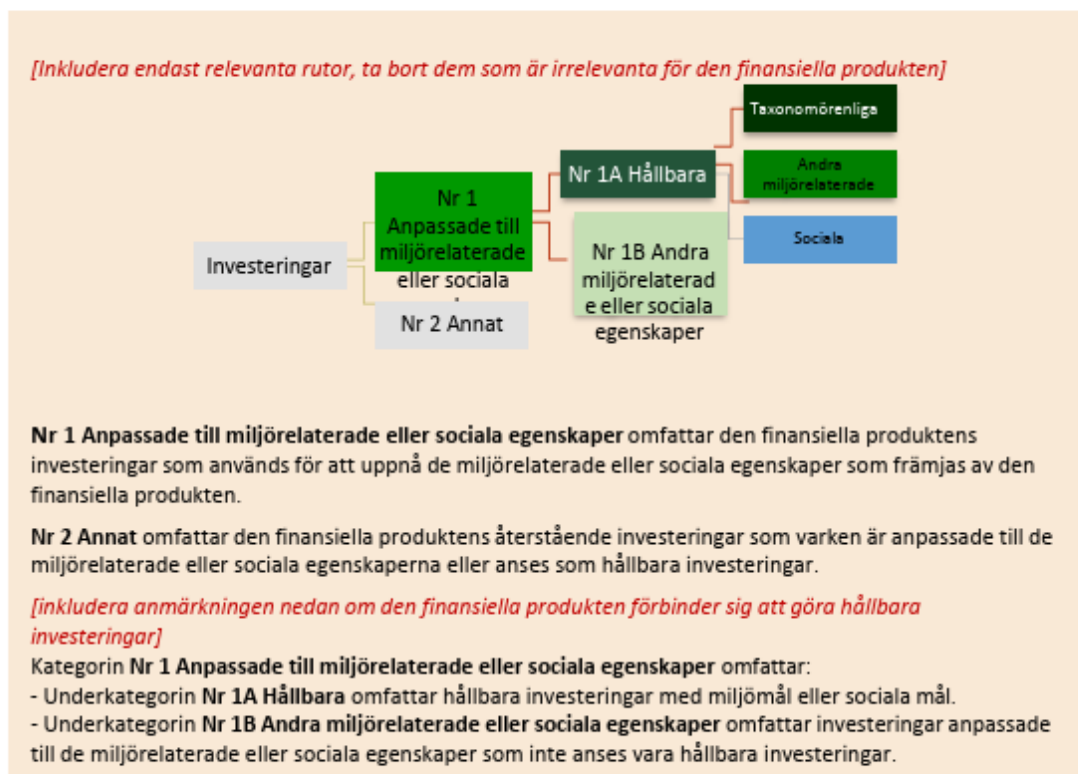 [Inkludera endast relevanta rutor, ta bort dem som är irrelevanta för den finansiella produkten]
Taxonomörenliga
Nr 1A Hållbara
Andra
miljörelaterade
Nr 1
Anpassade till
miljörelaterade
eller sociala
Sociala
Investeringar
Nr 1B Andra
miljörelaterad
e eller sociala
egenskaper
Nr 2 Annat
Nr 1 Anpassade till miljörelaterade eller sociala egenskaper omfattar den finansiella produktens
investeringar som används för att uppnå de miljörelaterade eller sociala egenskaper som främjas av den
finansiella produkten.
Nr 2 Annat omfattar den finansiella produktens återstående investeringar som varken är anpassade till de
miljörelaterade eller sociala egenskaperna eller anses som hållbara investeringar.
[inkludera anmärkningen nedan om den finansiella produkten förbinder sig att göra hållbara
investeringar]
Kategorin Nr 1 Anpassade till miljörelaterade eller sociala egenskaper omfattar:
- Underkategorin Nr 1A Hållbara omfattar hållbara investeringar med miljömål eller sociala mål.
- Underkategorin Nr 1B Andra miljörelaterade eller sociala egenskaper omfattar investeringar anpassade
till de miljörelaterade eller sociala egenskaper som inte anses vara hållbara investeringar.